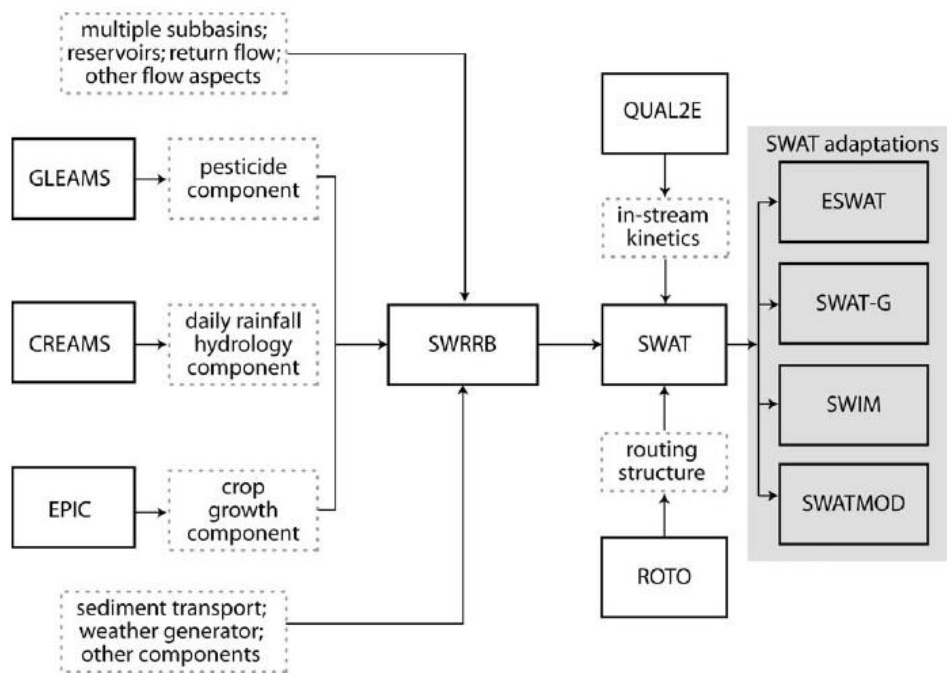 multiple subbasins;
reservoirs; return flow;
other flow aspects
QUAL2E
SWAT adaptations
GLEAMS
pesticide
component
in-stream
kinetics
ESWAT
SWAT-G
CREAMS
daily rainfall
hydrology
component
SWRRB
SWAT
SWIM
routing
structure
EPIC
crop
growth
component
SWATMOD
ROTO
sediment transport;
weather generator;
other components